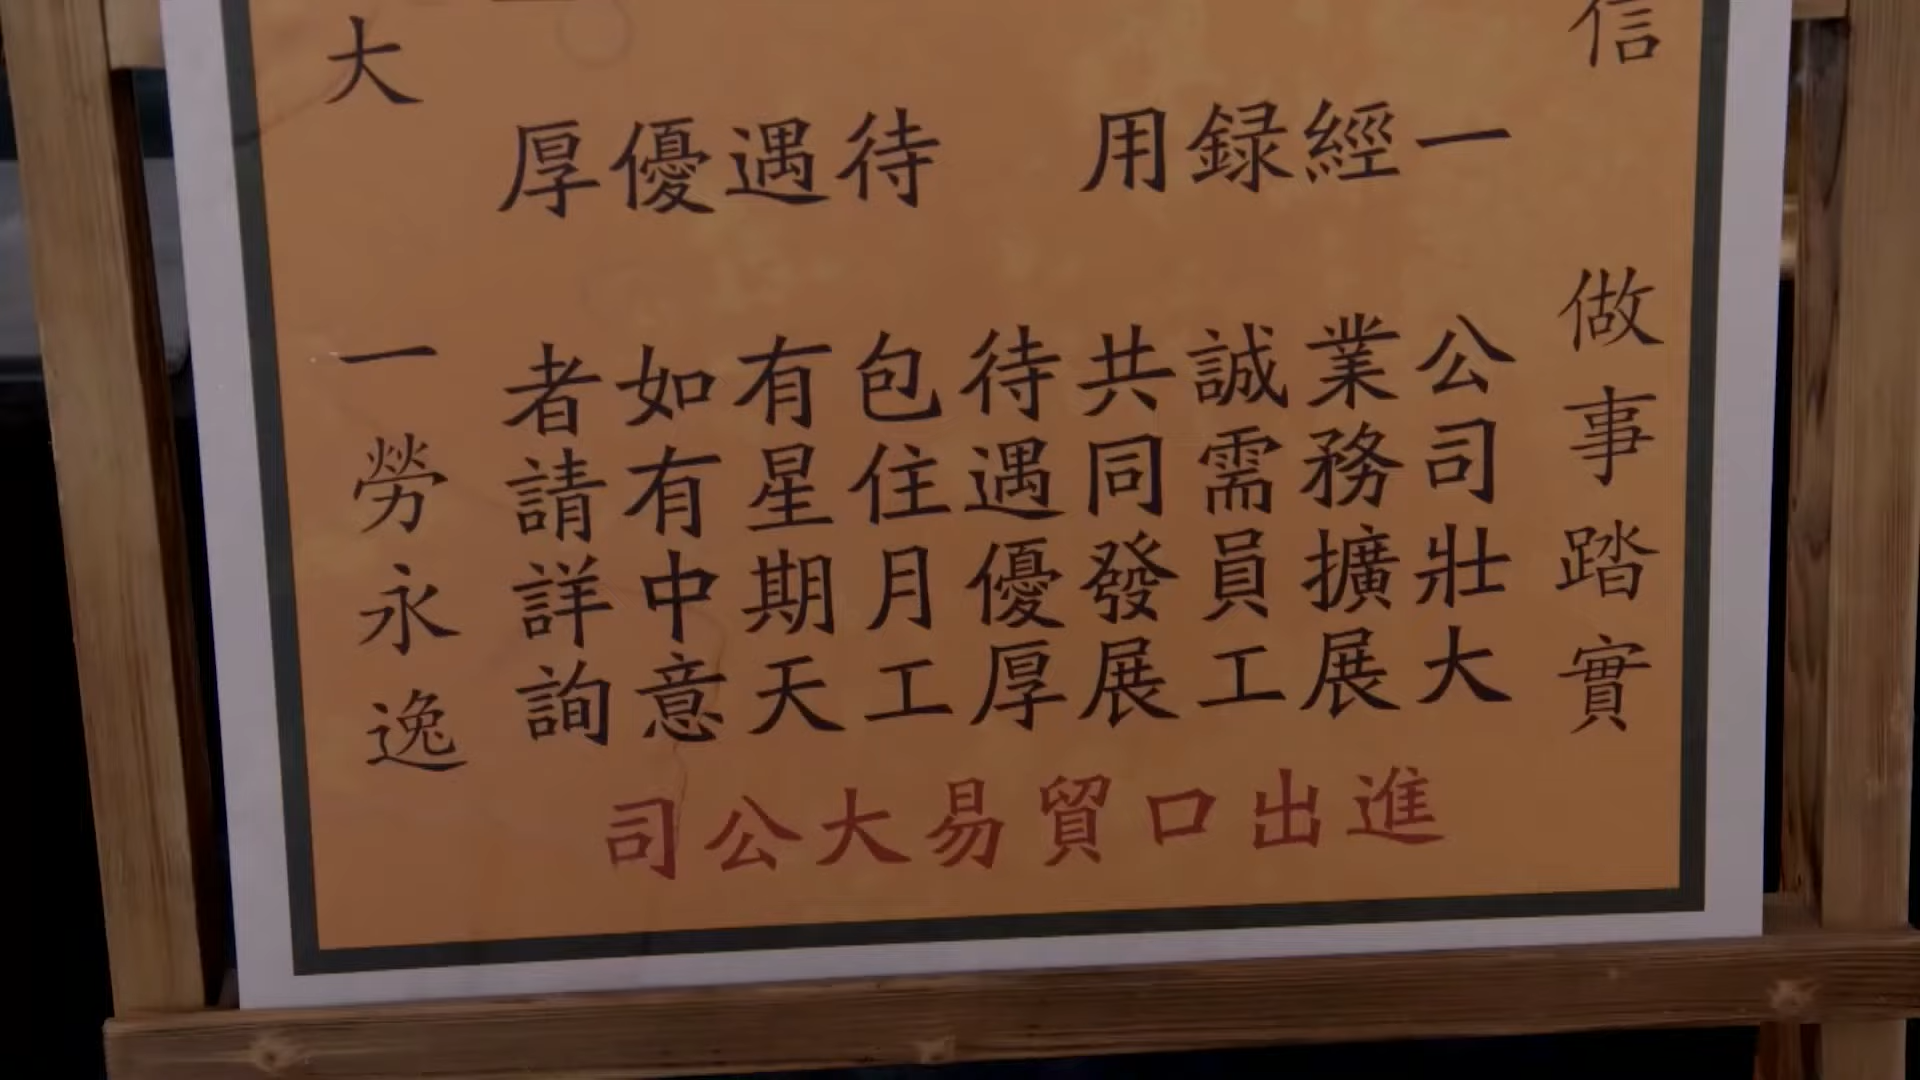 信
做事踏實
一經録用 待遇優厚
公司壯大
業務擴展
誠需員工
共同發展
待遇優厚
包住月工
有星期天
如有中意
者請詳詢
大
一勞永逸
進出口貿易大公司